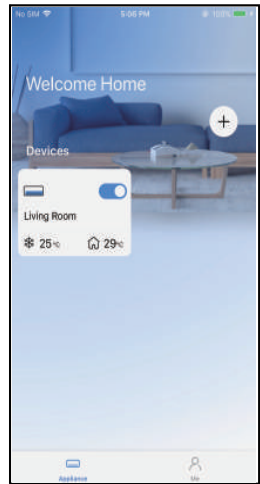 No SIM 5:06 PM 100%
Welcome Home
+
Devices
Living Room
25°C 29°C
Appliance Me